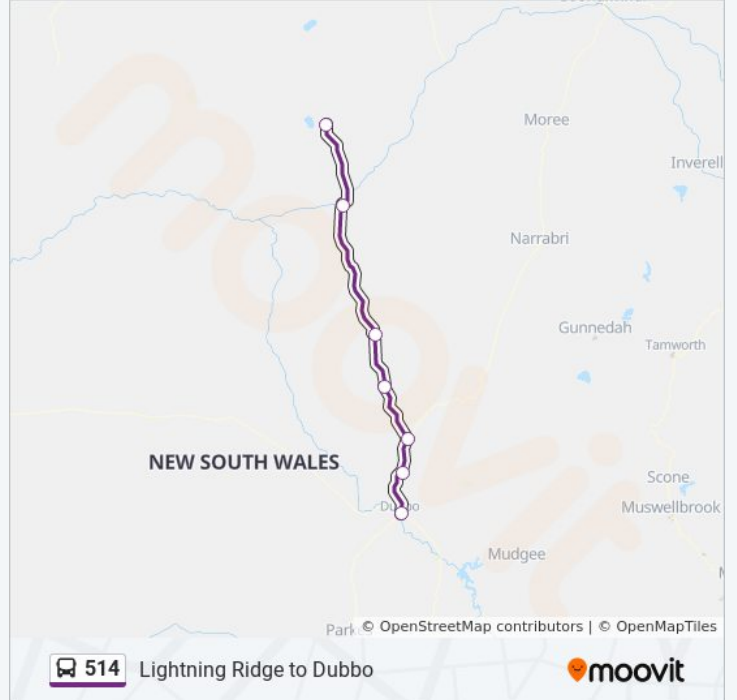 Moree
Inverell
Narrabri
Gunnedah
Tamworth
NEW SOUTH WALES
Scone
Dubbo
Muswellbrook
Mudgee
© OpenStreetMap contributors | © OpenMapTiles
514 Lightning Ridge to Dubbo
moovit
moovit